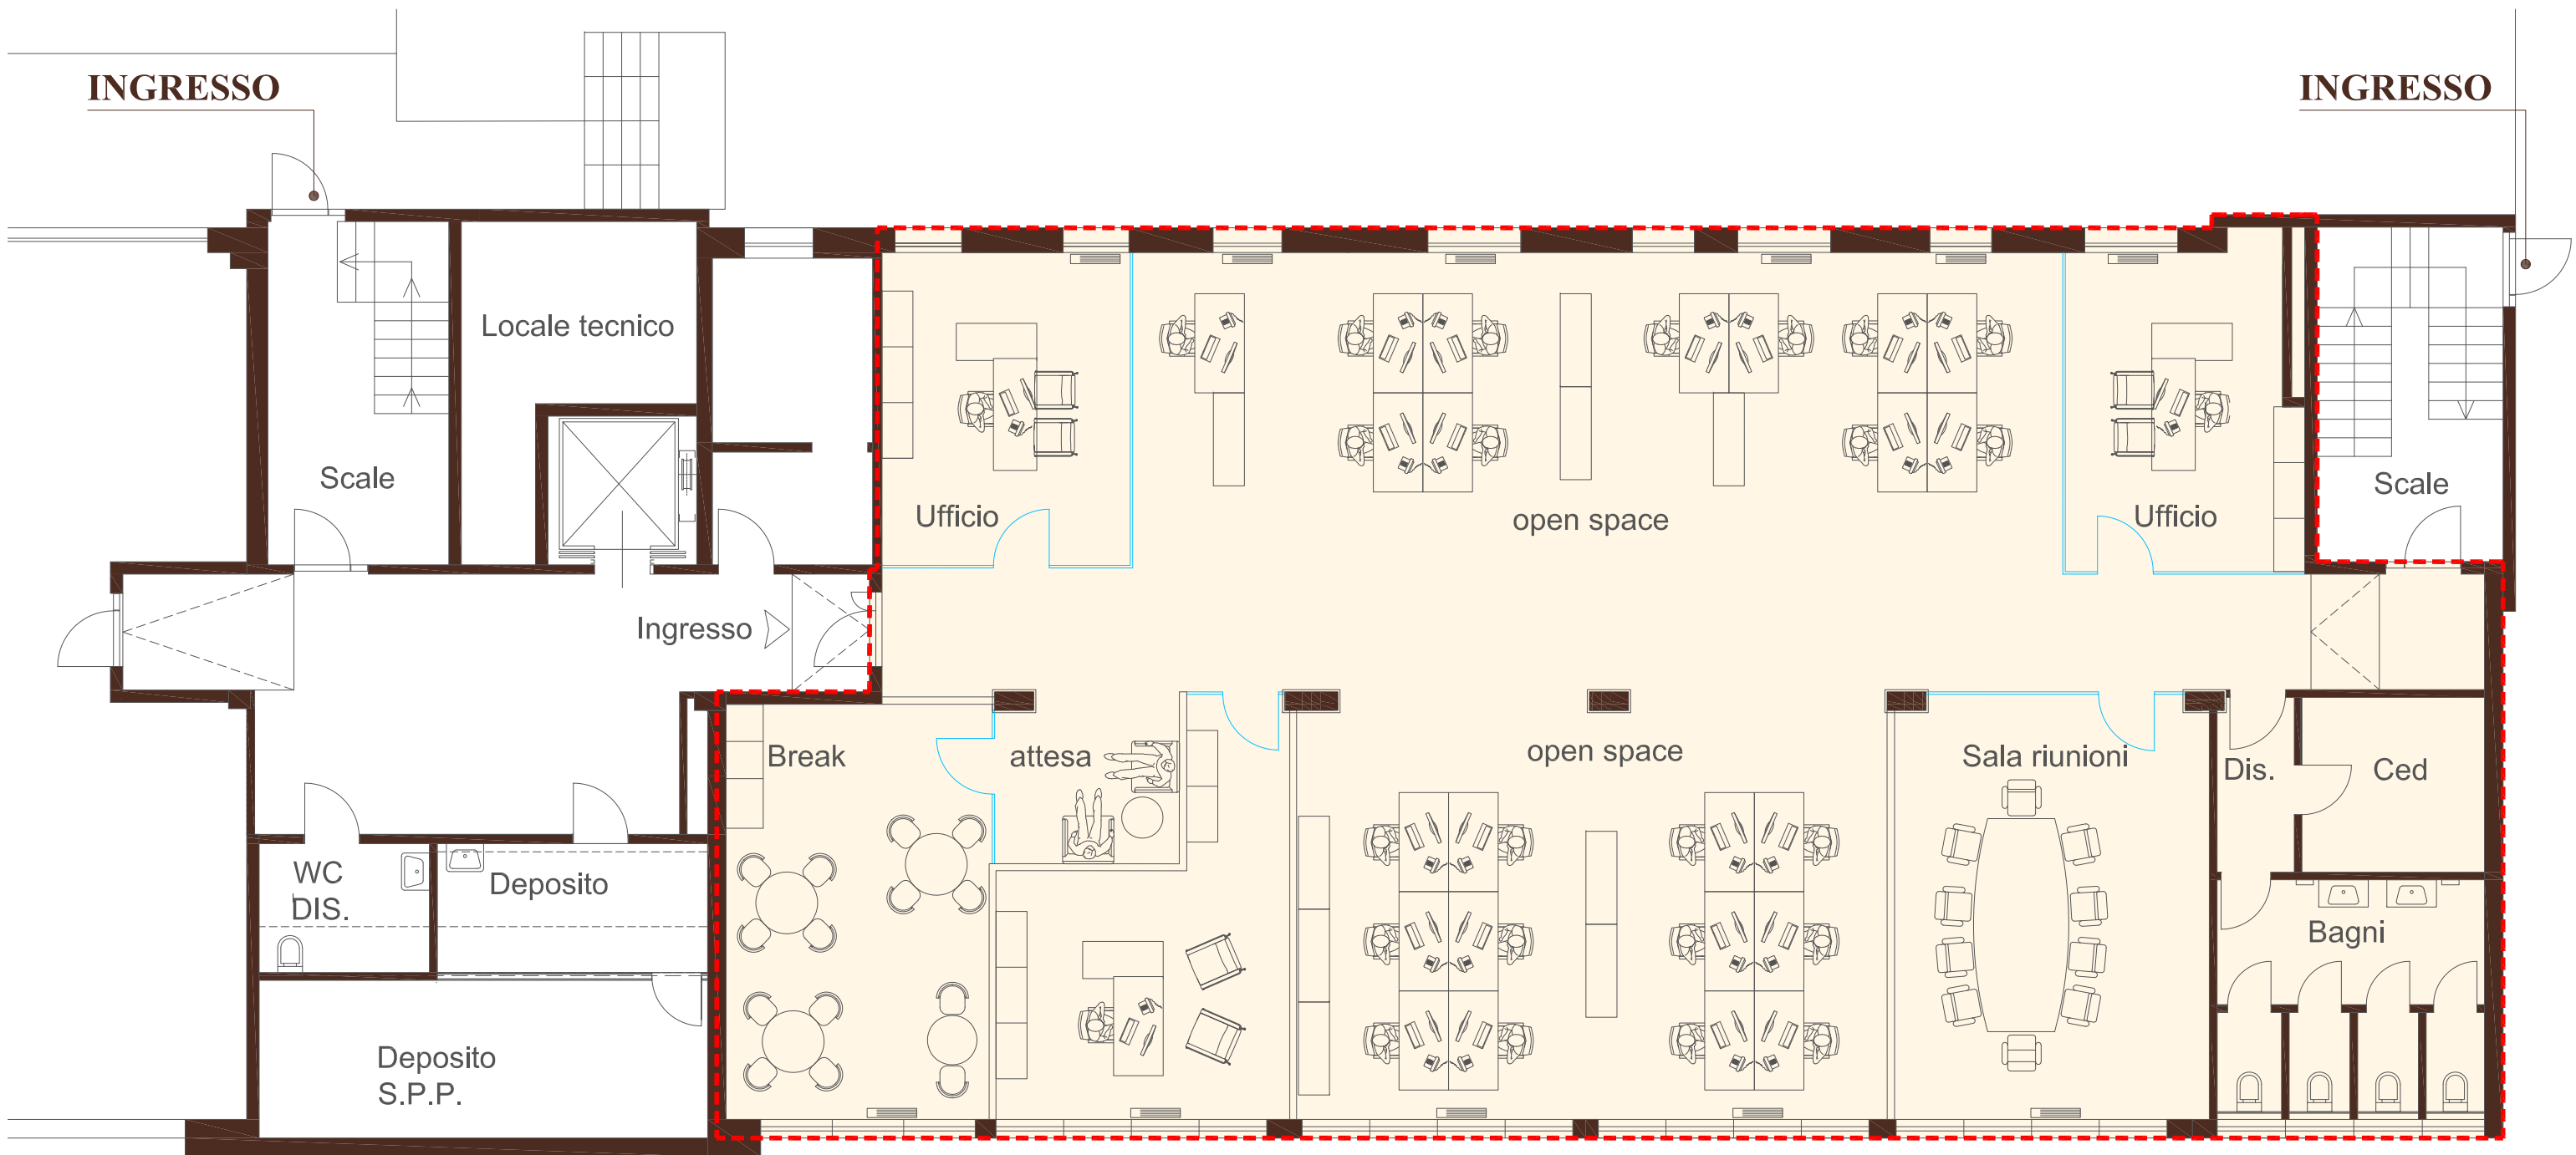 INGRESSO
INGRESSO
Locale tecnico
Scale
Ufficio
open space
Ufficio
Scale
Ingresso
Break
attesa
open space
Sala riunioni
Dis.
Ced
WC
DIS.
Deposito
Bagni
Deposito
S.P.P.